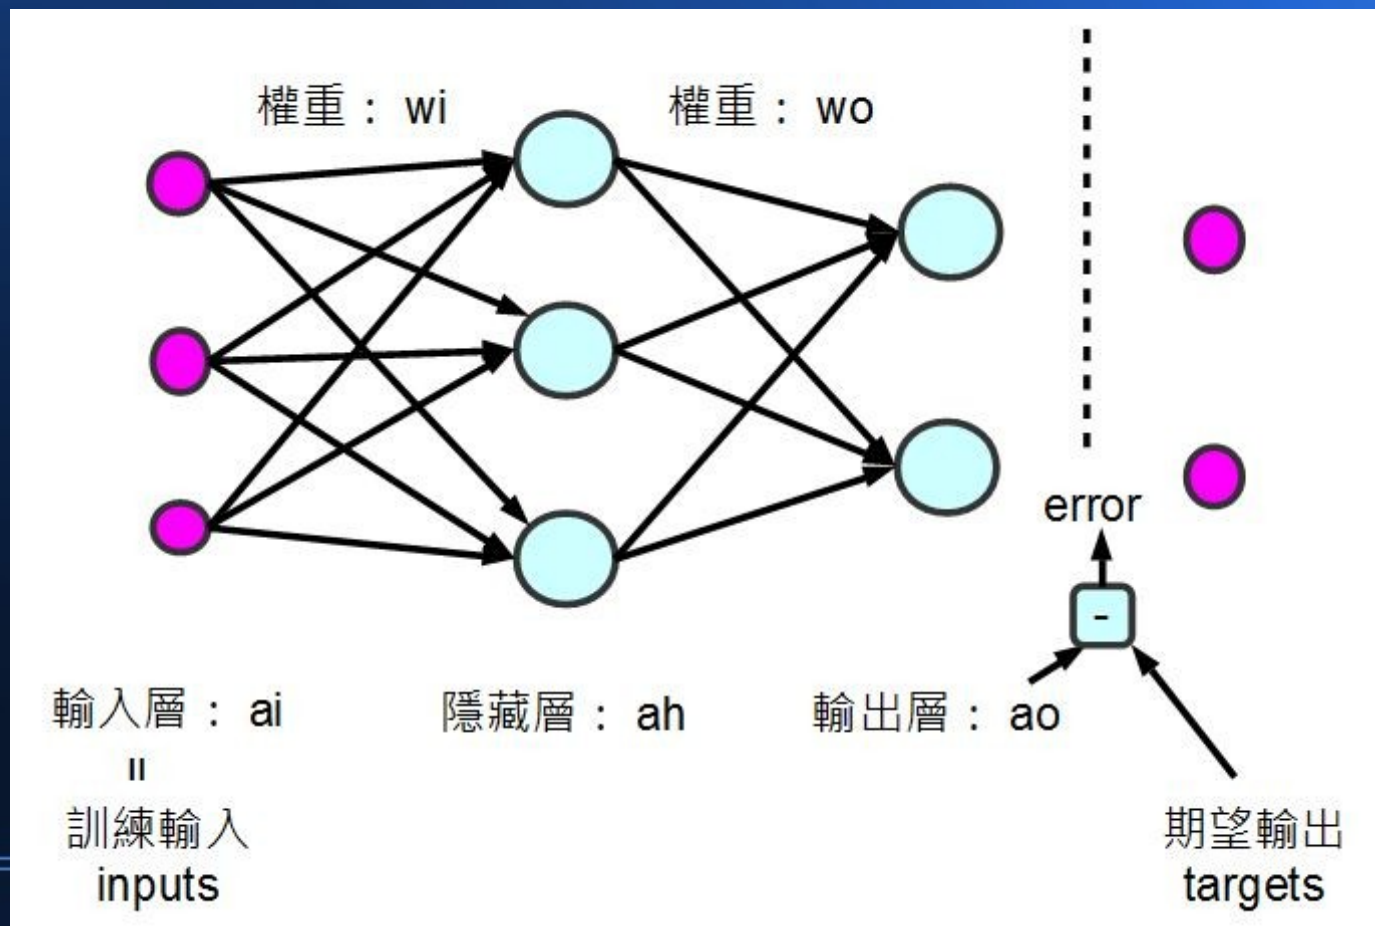 權重： wi
權重： wo
error
-
輸入層： ai
隱藏層： ah
輸出層： ao
=
訓練輸入
inputs
期望輸出
targets